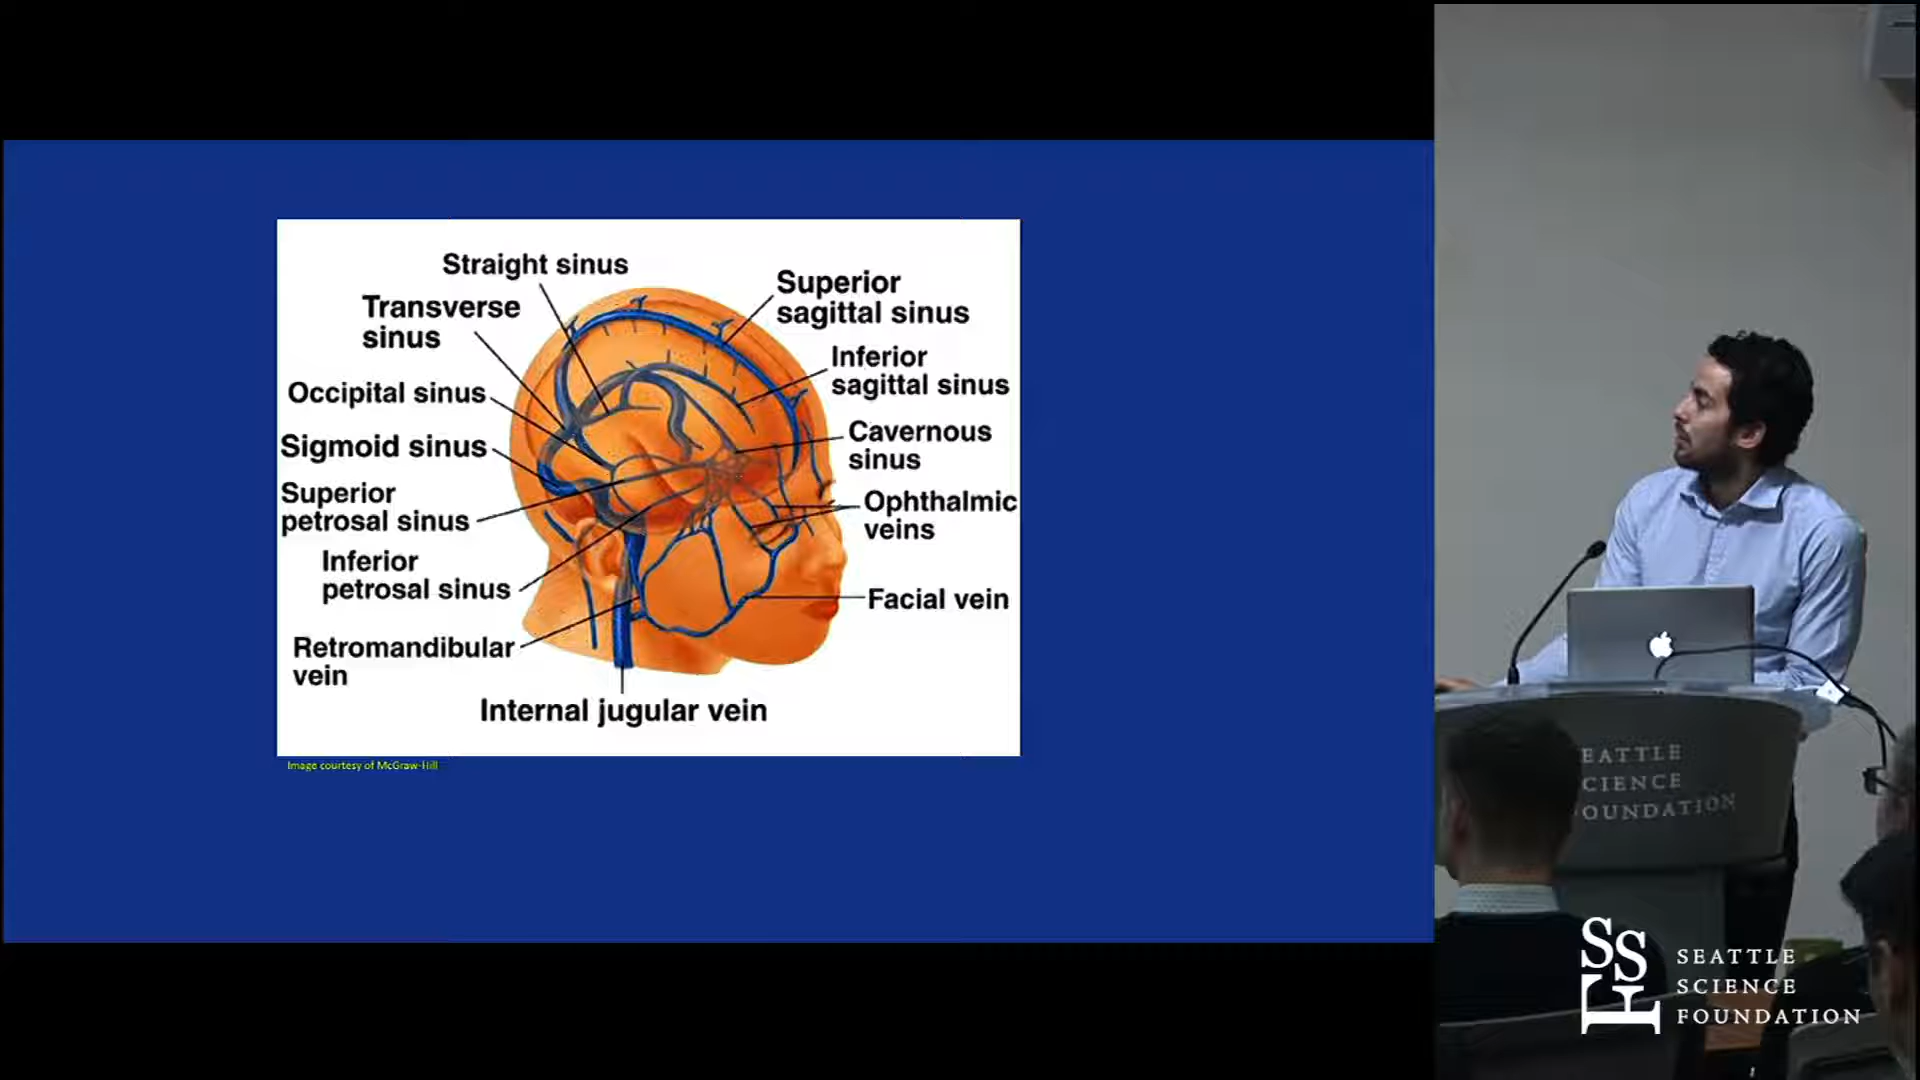 Straight sinus
Transverse
sinus
Occipital sinus
Sigmoid sinus
Superior
petrosal sinus
Inferior
petrosal sinus
Retromandibular
vein
Internal jugular vein
Superior
sagittal sinus
Inferior
sagittal sinus
Cavernous
sinus
Ophthalmic
veins
Facial vein
Image courtesy of McGraw-Hill
EATTLE
CIENCE
OUNDATION
SSF
SEATTLE
SCIENCE
FOUNDATION